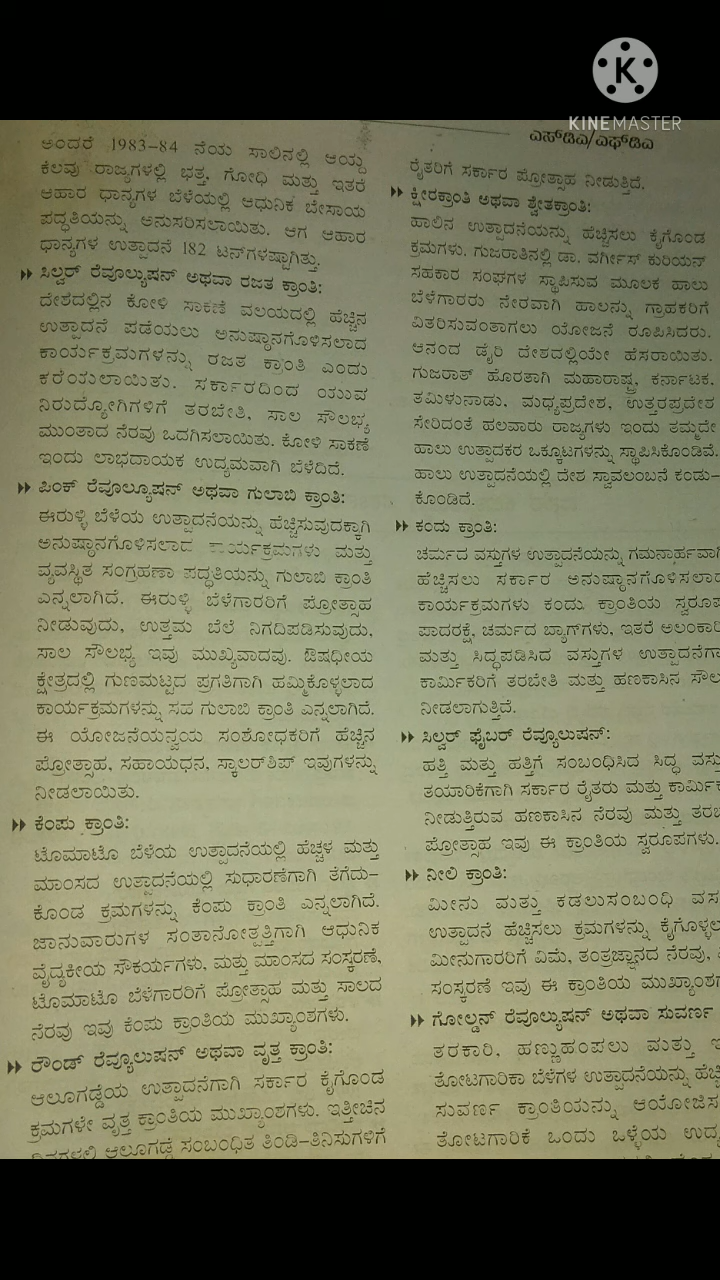 K
KINEMASTER
ಎಸ್‌ಡಿಎ/ಎಫ್‌ಡಿಎ
ಅಂದರೆ 1983–84 ನೆಯ ಸಾಲಿನಲ್ಲಿ ಆಯ್ದ
ಕೆಲವು ರಾಜ್ಯಗಳಲ್ಲಿ ಭತ್ತ, ಗೋಧಿ ಮತ್ತು ಇತರೆ
ಆಹಾರ ಧಾನ್ಯಗಳ ಬೆಳೆಯಲ್ಲಿ ಆಧುನಿಕ ಬೇಸಾಯ
ಪದ್ಧತಿಯನ್ನು ಅನುಸರಿಸಲಾಯಿತು. ಆಗ ಆಹಾರ
ಧಾನ್ಯಗಳ ಉತ್ಪಾದನೆ 182 ಟನ್‌ಗಳಷ್ಟಾಗಿತ್ತು.
ಸಿಲ್ವರ್ ರೆವೂಲ್ಯುಷನ್ ಅಥವಾ ರಜತ ಕ್ರಾಂತಿ:
ದೇಶದಲ್ಲಿನ ಕೋಳಿ ಸಾಕಣೆ ವಲಯದಲ್ಲಿ ಹೆಚ್ಚಿನ
ಉತ್ಪಾದನೆ ಪಡೆಯಲು ಅನುಷ್ಠಾನಗೊಳಿಸಲಾದ
ಕಾರ್ಯಕ್ರಮಗಳನ್ನು ರಜತ ಕ್ರಾಂತಿ ಎಂದು
ಕರೆಯಲಾಯಿತು. ಸರ್ಕಾರದಿಂದ ಯುವ
ನಿರುದ್ಯೋಗಿಗಳಿಗೆ ತರಬೇತಿ, ಸಾಲ ಸೌಲಭ್ಯ
ಮುಂತಾದ ನೆರವು ಒದಗಿಸಲಾಯಿತು. ಕೋಳಿ ಸಾಕಣೆ
ಇಂದು ಲಾಭದಾಯಕ ಉದ್ಯಮವಾಗಿ ಬೆಳೆದಿದೆ.
ಪಿಂಕ್ ರೆವೂಲ್ಯೂಷನ್ ಅಥವಾ ಗುಲಾಬಿ ಕ್ರಾಂತಿ:
ಈರುಳ್ಳಿ ಬೆಳೆಯ ಉತ್ಪಾದನೆಯನ್ನು ಹೆಚ್ಚಿಸುವುದಕ್ಕಾಗಿ
ಅನುಷ್ಠಾನಗೊಳಿಸಲಾದ ಕಾರ್ಯಕ್ರಮಗಳು ಮತ್ತು
ವ್ಯವಸ್ಥಿತ ಸಂಗ್ರಹಣಾ ಪದ್ಧತಿಯನ್ನು ಗುಲಾಬಿ ಕ್ರಾಂತಿ
ಎನ್ನಲಾಗಿದೆ. ಈರುಳ್ಳಿ ಬೆಳೆಗಾರರಿಗೆ ಪ್ರೋತ್ಸಾಹ
ನೀಡುವುದು, ಉತ್ತಮ ಬೆಲೆ ನಿಗದಿಪಡಿಸುವುದು,
ಸಾಲ ಸೌಲಭ್ಯ ಇವು ಮುಖ್ಯವಾದವು. ಔಷಧೀಯ
ಕ್ಷೇತ್ರದಲ್ಲಿ ಗುಣಮಟ್ಟದ ಪ್ರಗತಿಗಾಗಿ ಹಮ್ಮಿಕೊಳ್ಳಲಾದ
ಕಾರ್ಯಕ್ರಮಗಳನ್ನು ಸಹ ಗುಲಾಬಿ ಕ್ರಾಂತಿ ಎನ್ನಲಾಗಿದೆ.
ಈ ಯೋಜನೆಯನ್ವಯ ಸಂಶೋಧಕರಿಗೆ ಹೆಚ್ಚಿನ
ಪ್ರೋತ್ಸಾಹ, ಸಹಾಯಧನ, ಸ್ಕಾಲರ್‌ಶಿಪ್ ಇವುಗಳನ್ನು
ನೀಡಲಾಯಿತು.
ಕೆಂಪು ಕ್ರಾಂತಿ:
ಟೊಮಾಟೊ ಬೆಳೆಯ ಉತ್ಪಾದನೆಯಲ್ಲಿ ಹೆಚ್ಚಳ ಮತ್ತು
ಮಾಂಸದ ಉತ್ಪಾದನೆಯಲ್ಲಿ ಸುಧಾರಣೆಗಾಗಿ ತೆಗೆದು–
ಕೊಂಡ ಕ್ರಮಗಳನ್ನು ಕೆಂಪು ಕ್ರಾಂತಿ ಎನ್ನಲಾಗಿದೆ.
ಜಾನುವಾರುಗಳ ಸಂತಾನೋತ್ಪತ್ತಿಗಾಗಿ ಆಧುನಿಕ
ವೈದ್ಯಕೀಯ ಸೌಕರ್ಯಗಳು, ಮತ್ತು ಮಾಂಸದ ಸಂಸ್ಕರಣೆ,
ಟೊಮಾಟೊ ಬೆಳೆಗಾರರಿಗೆ ಪ್ರೋತ್ಸಾಹ ಮತ್ತು ಸಾಲದ
ನೆರವು ಇವು ಕೆಂಪು ಕ್ರಾಂತಿಯ ಮುಖ್ಯಾಂಶಗಳು.
ರೌಂಡ್ ರೆವ್ಯೂಲುಷನ್ ಅಥವಾ ವೃತ್ತ ಕ್ರಾಂತಿ:
ಆಲೂಗಡ್ಡೆಯ ಉತ್ಪಾದನೆಗಾಗಿ ಸರ್ಕಾರ ಕೈಗೊಂಡ
ಕ್ರಮಗಳೇ ವೃತ್ತ ಕ್ರಾಂತಿಯ ಮುಖ್ಯಾಂಶಗಳು. ಇತ್ತೀಚಿನ
ದಿನಗಳಲ್ಲಿ ಆಲೂಗಡ್ಡೆ ಸಂಬಂಧಿತ ತಿಂಡಿ–ತಿನಿಸುಗಳಿಗೆ
ರೈತರಿಗೆ ಸರ್ಕಾರ ಪ್ರೋತ್ಸಾಹ ನೀಡುತ್ತಿದೆ.
ಕ್ಷೀರಕ್ರಾಂತಿ ಅಥವಾ ಶ್ವೇತಕ್ರಾಂತಿ:
ಹಾಲಿನ ಉತ್ಪಾದನೆಯನ್ನು ಹೆಚ್ಚಿಸಲು ಕೈಗೊಂಡ
ಕ್ರಮಗಳು. ಗುಜರಾತಿನಲ್ಲಿ ಡಾ. ವರ್ಗೀಸ್ ಕುರಿಯನ್
ಸಹಕಾರ ಸಂಘಗಳ ಸ್ಥಾಪಿಸುವ ಮೂಲಕ ಹಾಲು
ಬೆಳೆಗಾರರು ನೇರವಾಗಿ ಹಾಲನ್ನು ಗ್ರಾಹಕರಿಗೆ
ವಿತರಿಸುವಂತಾಗಲು ಯೋಜನೆ ರೂಪಿಸಿದರು.
ಆನಂದ ಡೈರಿ ದೇಶದಲ್ಲಿಯೇ ಹೆಸರಾಯಿತು.
ಗುಜರಾತ್ ಹೊರತಾಗಿ ಮಹಾರಾಷ್ಟ್ರ, ಕರ್ನಾಟಕ,
ತಮಿಳುನಾಡು, ಮಧ್ಯಪ್ರದೇಶ, ಉತ್ತರಪ್ರದೇಶ
ಸೇರಿದಂತೆ ಹಲವಾರು ರಾಜ್ಯಗಳು ಇಂದು ತಮ್ಮದೇ
ಹಾಲು ಉತ್ಪಾದಕರ ಒಕ್ಕೂಟಗಳನ್ನು ಸ್ಥಾಪಿಸಿಕೊಂಡಿವೆ.
ಹಾಲು ಉತ್ಪಾದನೆಯಲ್ಲಿ ದೇಶ ಸ್ವಾವಲಂಬನೆ ಕಂಡು–
ಕೊಂಡಿದೆ.
ಕಂದು ಕ್ರಾಂತಿ:
ಚರ್ಮದ ವಸ್ತುಗಳ ಉತ್ಪಾದನೆಯನ್ನು ಗಮನಾರ್ಹವಾಗಿ
ಹೆಚ್ಚಿಸಲು ಸರ್ಕಾರ ಅನುಷ್ಠಾನಗೊಳಿಸಲಾದ
ಕಾರ್ಯಕ್ರಮಗಳು ಕಂದು ಕ್ರಾಂತಿಯ ಸ್ವರೂಪ
ಪಾದರಕ್ಷೆ, ಚರ್ಮದ ಬ್ಯಾಗ್‌ಗಳು, ಇತರೆ ಅಲಂಕಾರಿ
ಮತ್ತು ಸಿದ್ಧಪಡಿಸಿದ ವಸ್ತುಗಳ ಉತ್ಪಾದನೆಗಾ
ಕಾರ್ಮಿಕರಿಗೆ ತರಬೇತಿ ಮತ್ತು ಹಣಕಾಸಿನ ಸೌಲ
ನೀಡಲಾಗುತ್ತಿದೆ.
ಸಿಲ್ವರ್ ಫೈಬರ್ ರೆವ್ಯೂಲುಷನ್:
ಹತ್ತಿ ಮತ್ತು ಹತ್ತಿಗೆ ಸಂಬಂಧಿಸಿದ ಸಿದ್ಧ ವಸ್ತು
ತಯಾರಿಕೆಗಾಗಿ ಸರ್ಕಾರ ರೈತರು ಮತ್ತು ಕಾರ್ಮಿಕ
ನೀಡುತ್ತಿರುವ ಹಣಕಾಸಿನ ನೆರವು ಮತ್ತು ತರಬ
ಪ್ರೋತ್ಸಾಹ ಇವು ಈ ಕ್ರಾಂತಿಯ ಸ್ವರೂಪಗಳು.
ನೀಲಿ ಕ್ರಾಂತಿ:
ಮೀನು ಮತ್ತು ಕಡಲುಸಂಬಂಧಿ ವಸ
ಉತ್ಪಾದನೆ ಹೆಚ್ಚಿಸಲು ಕ್ರಮಗಳನ್ನು ಕೈಗೊಳ್ಳಲ
ಮೀನುಗಾರರಿಗೆ ವಿಮೆ, ತಂತ್ರಜ್ಞಾನದ ನೆರವು,
ಸಂಸ್ಕರಣೆ ಇವು ಈ ಕ್ರಾಂತಿಯ ಮುಖ್ಯಾಂಶಗ
ಗೋಲ್ಡನ್ ರೆವೂಲ್ಯುಷನ್ ಅಥವಾ ಸುವರ್ಣ
ತರಕಾರಿ, ಹಣ್ಣುಹಂಪಲು ಮತ್ತು ಇ
ತೋಟಗಾರಿಕಾ ಬೆಳೆಗಳ ಉತ್ಪಾದನೆಯನ್ನು ಹೆಚ್ಚಿ
ಸುವರ್ಣ ಕ್ರಾಂತಿಯನ್ನು ಆಯೋಜಿಸ
ತೋಟಗಾರಿಕೆ ಒಂದು ಒಳ್ಳೆಯ ಉದ್ಯ